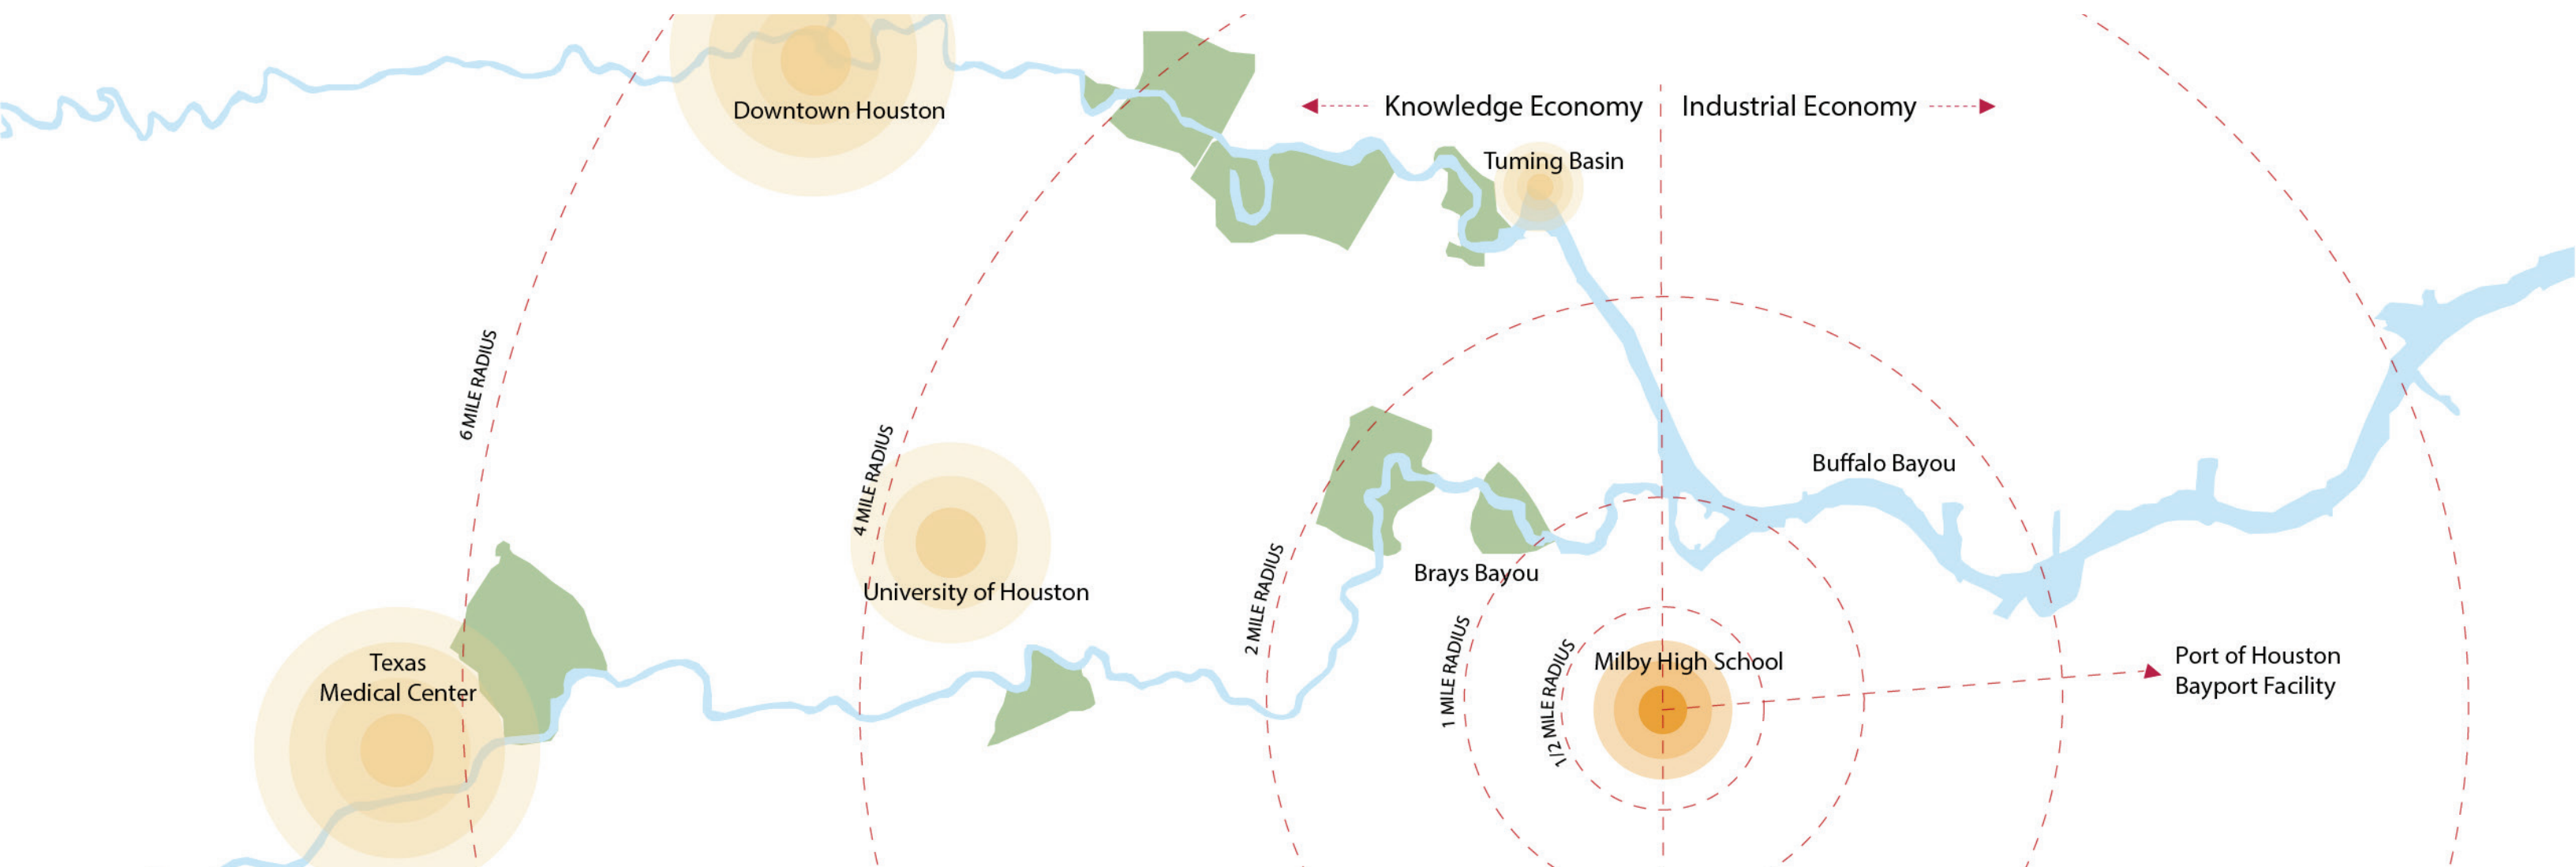 Downtown Houston
Knowledge Economy
Industrial Economy
Tuming Basin
6 MILE RADIUS
4 MILE RADIUS
Buffalo Bayou
University of Houston
Brays Bayou
2 MILE RADIUS
1 MILE RADIUS
1/2 MILE RADIUS
Texas
Medical Center
Milby High School
Port of Houston
Bayport Facility